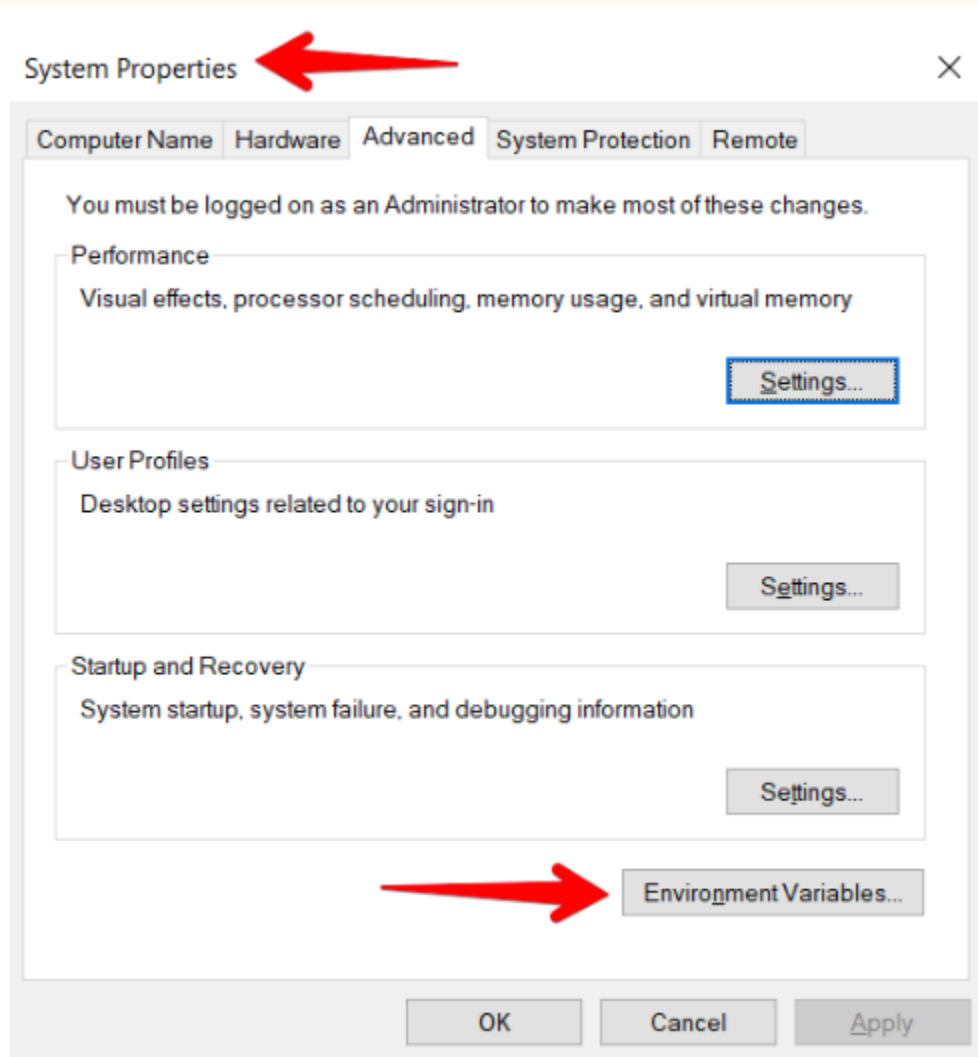 System Properties
Computer Name Hardware Advanced System Protection Remote
You must be logged on as an Administrator to make most of these changes.
Performance
Visual effects, processor scheduling, memory usage, and virtual memory
Settings...
User Profiles
Desktop settings related to your sign-in
Settings...
Startup and Recovery
System startup, system failure, and debugging information
Settings...
Environment Variables...
OK Cancel Apply